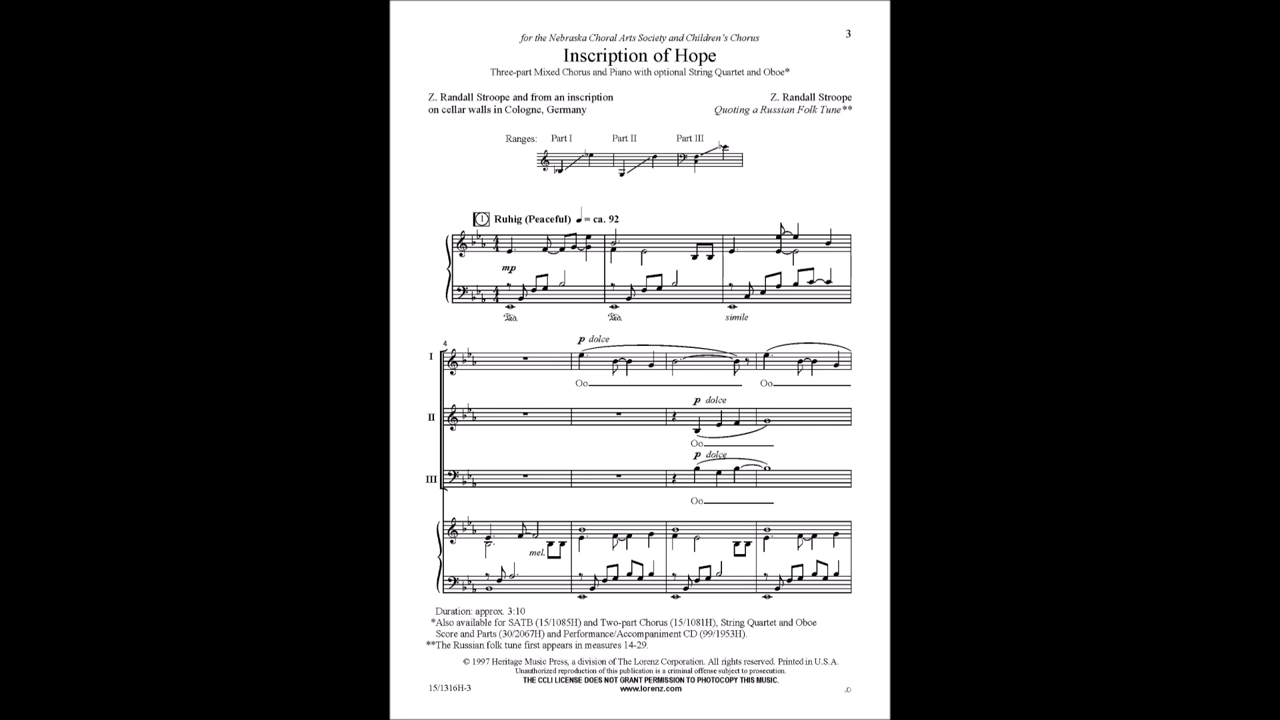 for the Nebraska Choral Arts Society and Children's Chorus
3
Inscription of Hope
Three-part Mixed Chorus and Piano with optional String Quartet and Oboe*
Z. Randall Stroope and from an inscription
on cellar walls in Cologne, Germany
Z. Randall Stroope
Quoting a Russian Folk Tune**
Ranges: Part I Part II Part III
1 Ruhig (Peaceful) ♩= ca. 92
mp
simile
4
p dolce
I
Oo
Oo
p dolce
II
Oo
p dolce
III
Oo
mel.
Duration: approx. 3:10
*Also available for SATB (15/1085H) and Two-part Chorus (15/1081H), String Quartet and Oboe
Score and Parts (30/2067H) and Performance/Accompaniment CD (99/1953H).
**The Russian folk tune first appears in measures 14-29.
© 1997 Heritage Music Press, a division of The Lorenz Corporation. All rights reserved. Printed in U.S.A.
Unauthorized reproduction of this publication is a criminal offense subject to prosecution.
THE CCLI LICENSE DOES NOT GRANT PERMISSION TO PHOTOCOPY THIS MUSIC.
www.lorenz.com
15/1316H-3